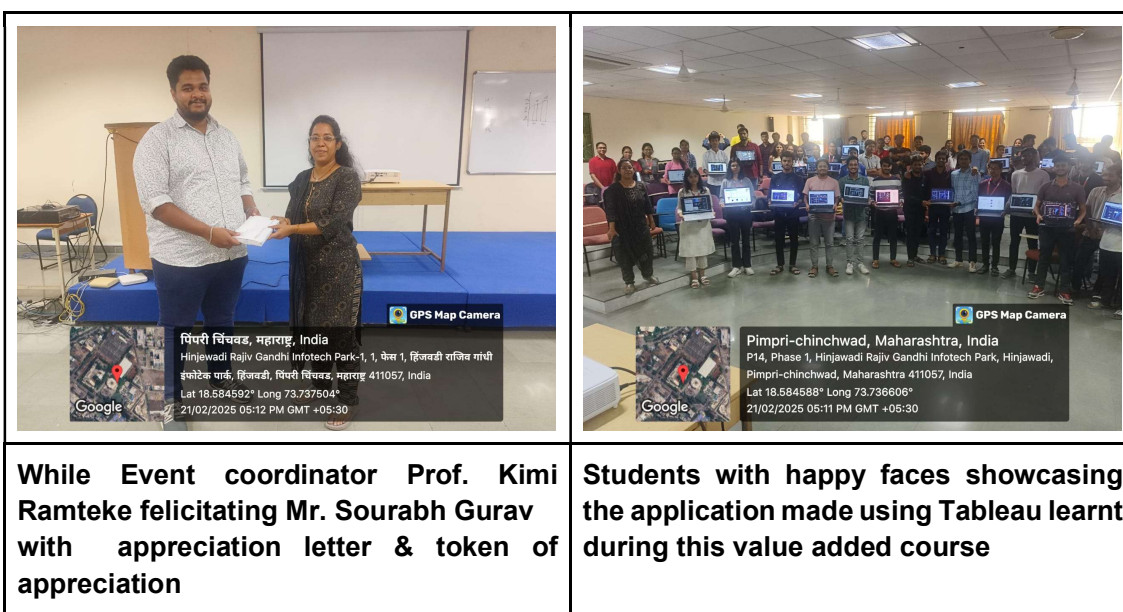 GPS Map Camera
पिंपरी चिंचवड, महाराष्ट्र, India
Hinjewadi Rajiv Gandhi Infotech Park-1, 1, फेस 1, हिंजवडी राजिव गांधी
इंफोटेक पार्क, हिंजवडी, पिंपरी चिंचवड, महाराष्ट्र 411057, India
Lat 18.584592° Long 73.737504°
21/02/2025 05:12 PM GMT +05:30
Google
GPS Map Camera
Pimpri-chinchwad, Maharashtra, India
P14, Phase 1, Hinjawadi Rajiv Gandhi Infotech Park, Hinjawadi,
Pimpri-chinchwad, Maharashtra 411057, India
Lat 18.584588° Long 73.736606°
21/02/2025 05:11 PM GMT +05:30
Google
While Event coordinator Prof. Kimi
Ramteke felicitating Mr. Sourabh Gurav
with appreciation letter & token of
appreciation
Students with happy faces showcasing
the application made using Tableau learnt
during this value added course